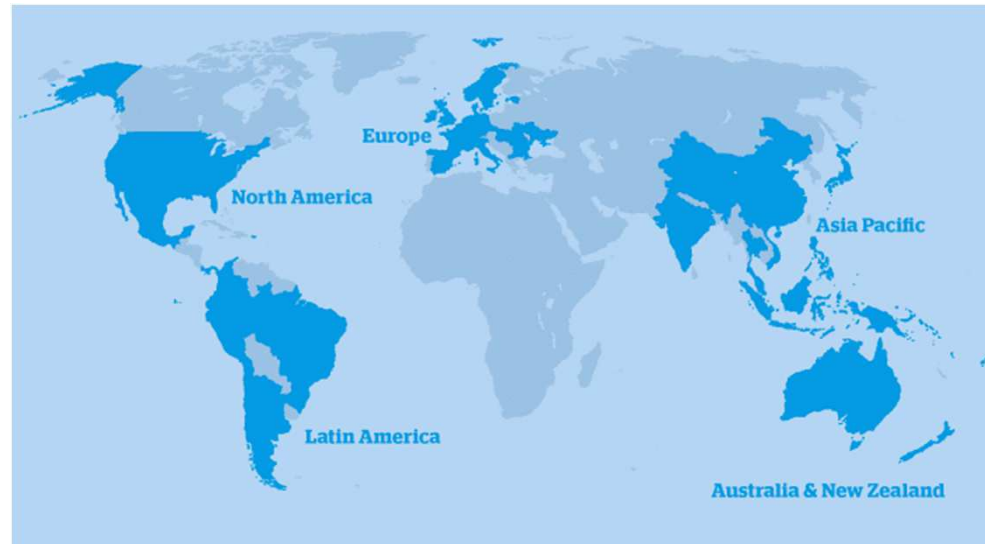 Europe
North America
Asia Pacific
Latin America
Australia & New Zealand